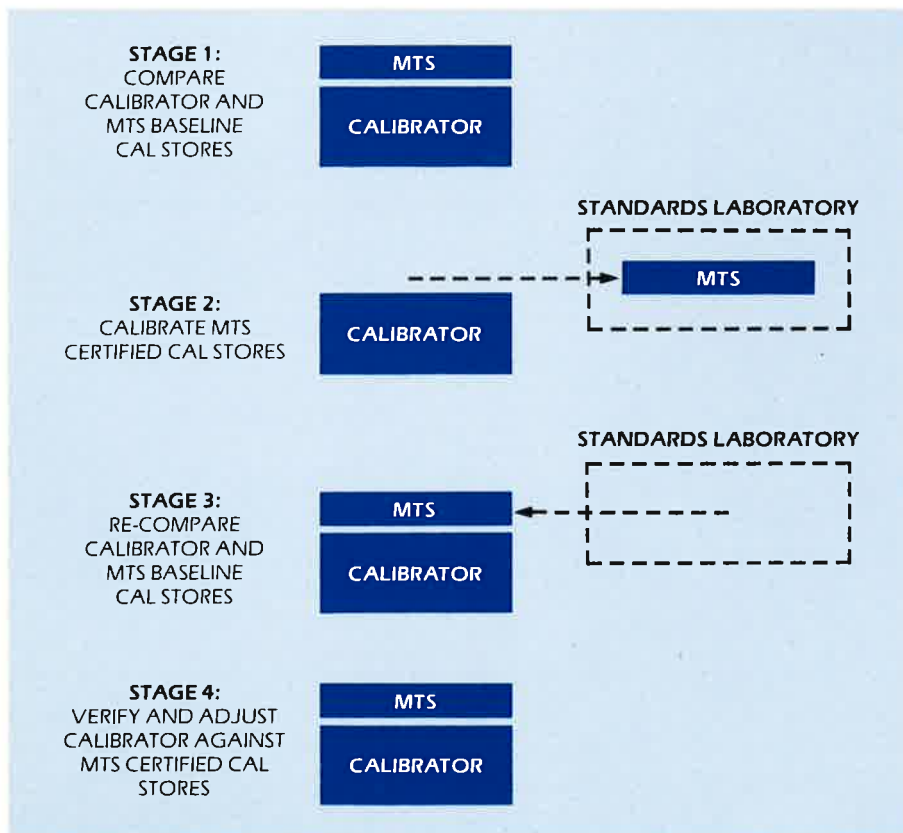 STAGE 1:
COMPARE
CALIBRATOR AND
MTS BASELINE
CAL STORES
MTS
CALIBRATOR
STANDARDS LABORATORY
MTS
STAGE 2:
CALIBRATE MTS
CERTIFIED CAL STORES
CALIBRATOR
STANDARDS LABORATORY
STAGE 3:
RE-COMPARE
CALIBRATOR AND
MTS BASELINE
CAL STORES
MTS
CALIBRATOR
STAGE 4:
VERIFY AND ADJUST
CALIBRATOR AGAINST
MTS CERTIFIED CAL
STORES
MTS
CALIBRATOR